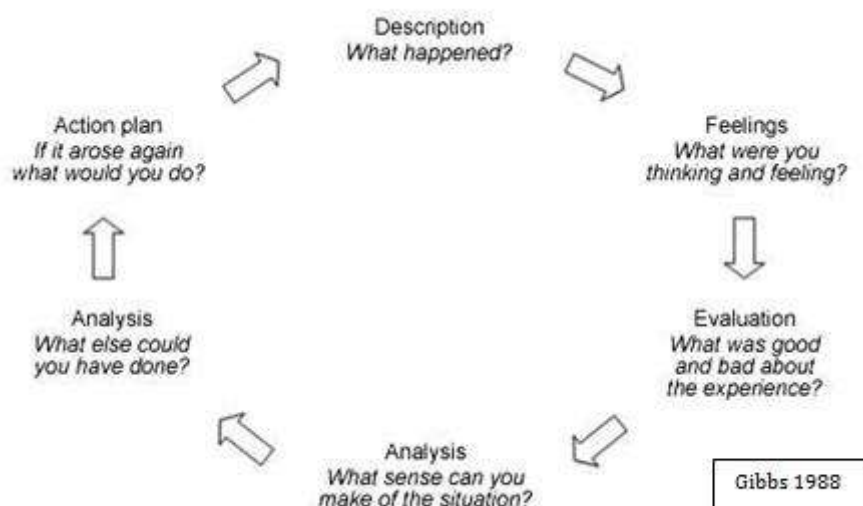 Description
What happened?
Feelings
What were you
thinking and feeling?
Evaluation
What was good
and bad about
the experience?
Analysis
What sense can you
make of the situation?
Analysis
What else could
you have done?
Action plan
If it arose again
what would you do?
Gibbs 1988